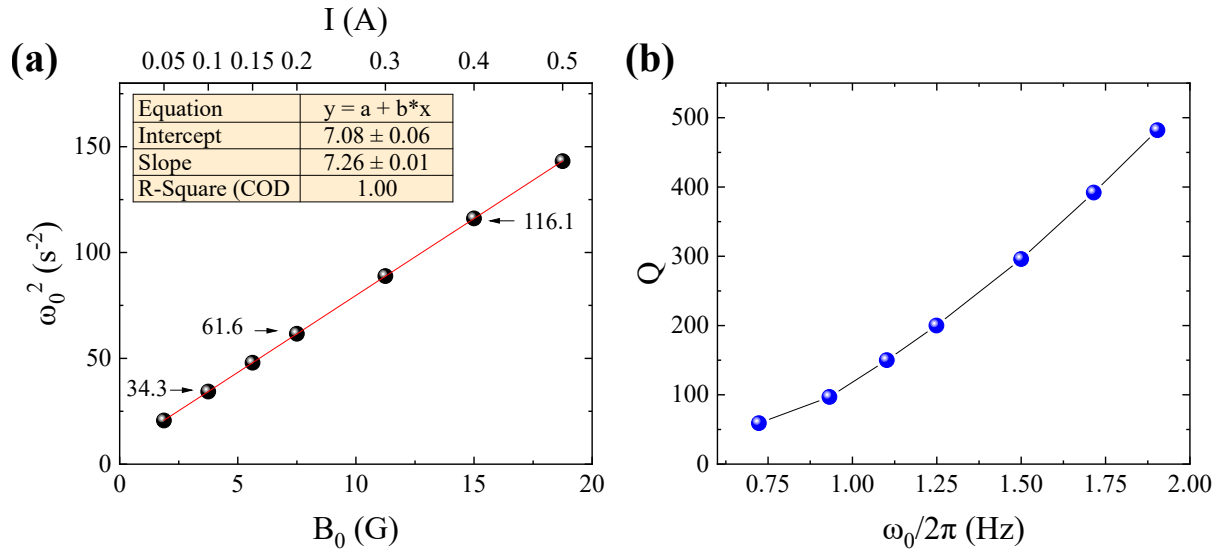 I (A)
(a)
0.05 0.1 0.15 0.2 0.3 0.4 0.5
Equation y = a + b*x
Intercept 7.08 ± 0.06
Slope 7.26 ± 0.01
R-Square (COD 1.00
150
100
50
0
ω₀² (s⁻²)
34.3
61.6
116.1
0 5 10 15 20
B₀ (G)
(b)
500
400
300
200
100
0
Q
0.75 1.00 1.25 1.50 1.75 2.00
ω₀/2π (Hz)